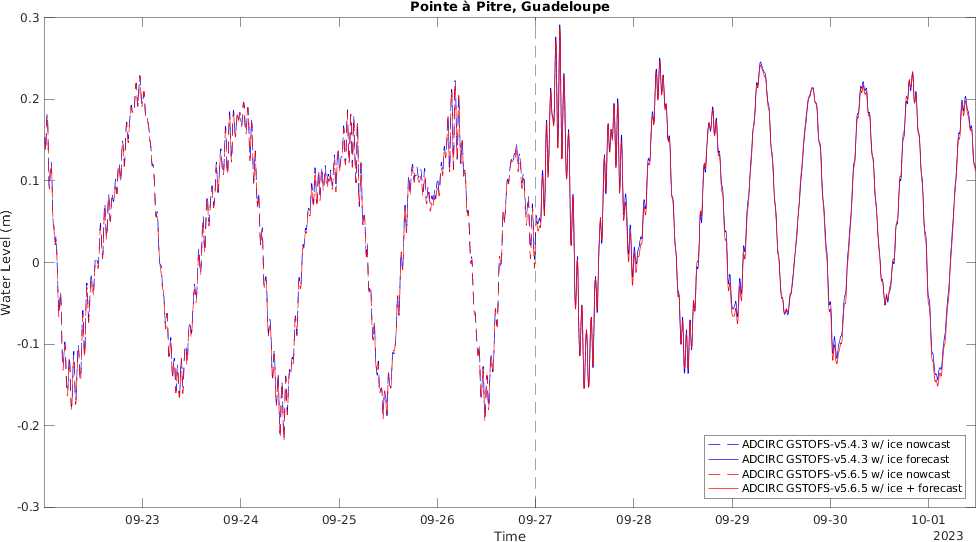 Pointe à Pitre, Guadeloupe
0.3
0.2
0.1
0
-0.1
-0.2
-0.3
Water Level (m)
09-23
09-24
09-25
09-26
09-27
09-28
09-29
09-30
10-01
2023
Time
ADCIRC GSTOFS-v5.4.3 w/ ice nowcast
ADCIRC GSTOFS-v5.4.3 w/ ice forecast
ADCIRC GSTOFS-v5.6.5 w/ ice nowcast
ADCIRC GSTOFS-v5.6.5 w/ ice + forecast